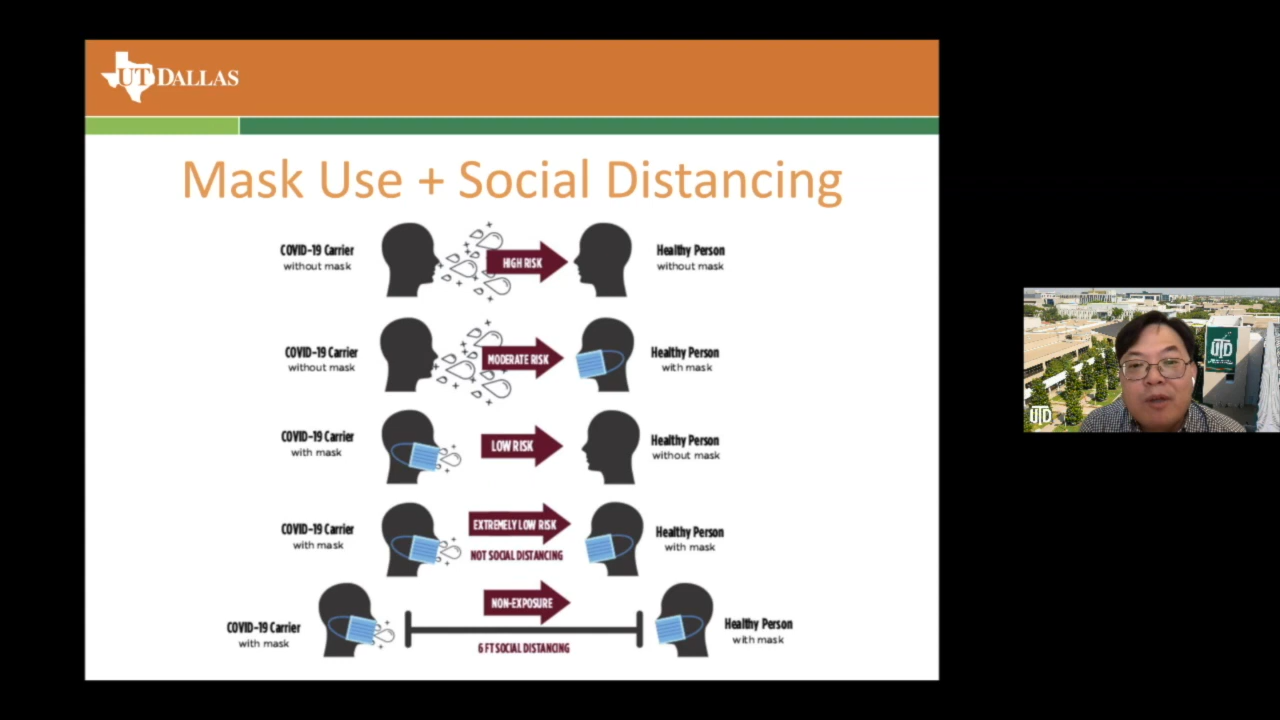 UT DALLAS
Mask Use + Social Distancing
COVID-19 Carrier
without mask
HIGH RISK
Healthy Person
without mask
COVID-19 Carrier
without mask
MODERATE RISK
Healthy Person
with mask
COVID-19 Carrier
with mask
LOW RISK
Healthy Person
without mask
COVID-19 Carrier
with mask
EXTREMELY LOW RISK
NOT SOCIAL DISTANCING
Healthy Person
with mask
COVID-19 Carrier
with mask
NON-EXPOSURE
6 FT SOCIAL DISTANCING
Healthy Person
with mask
UTD
UTD